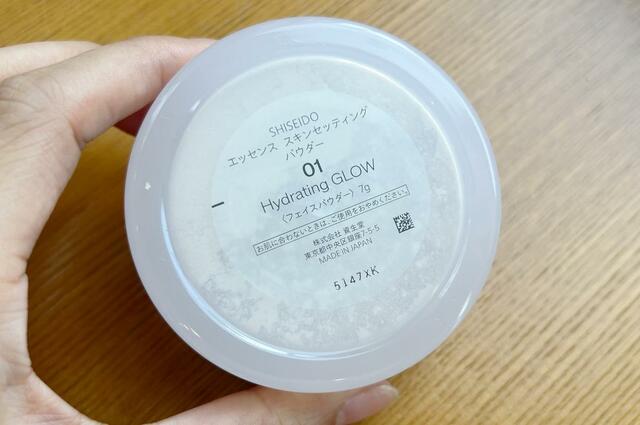 SHISEIDO
エッセンス スキンセッティング
パウダー
01
Hydrating GLOW
〈フェイスパウダー〉 7g
お肌に合わないときは、ご使用をおやめください。
株式会社 資生堂
東京都中央区銀座7-5-5
MADE IN JAPAN
5147XK